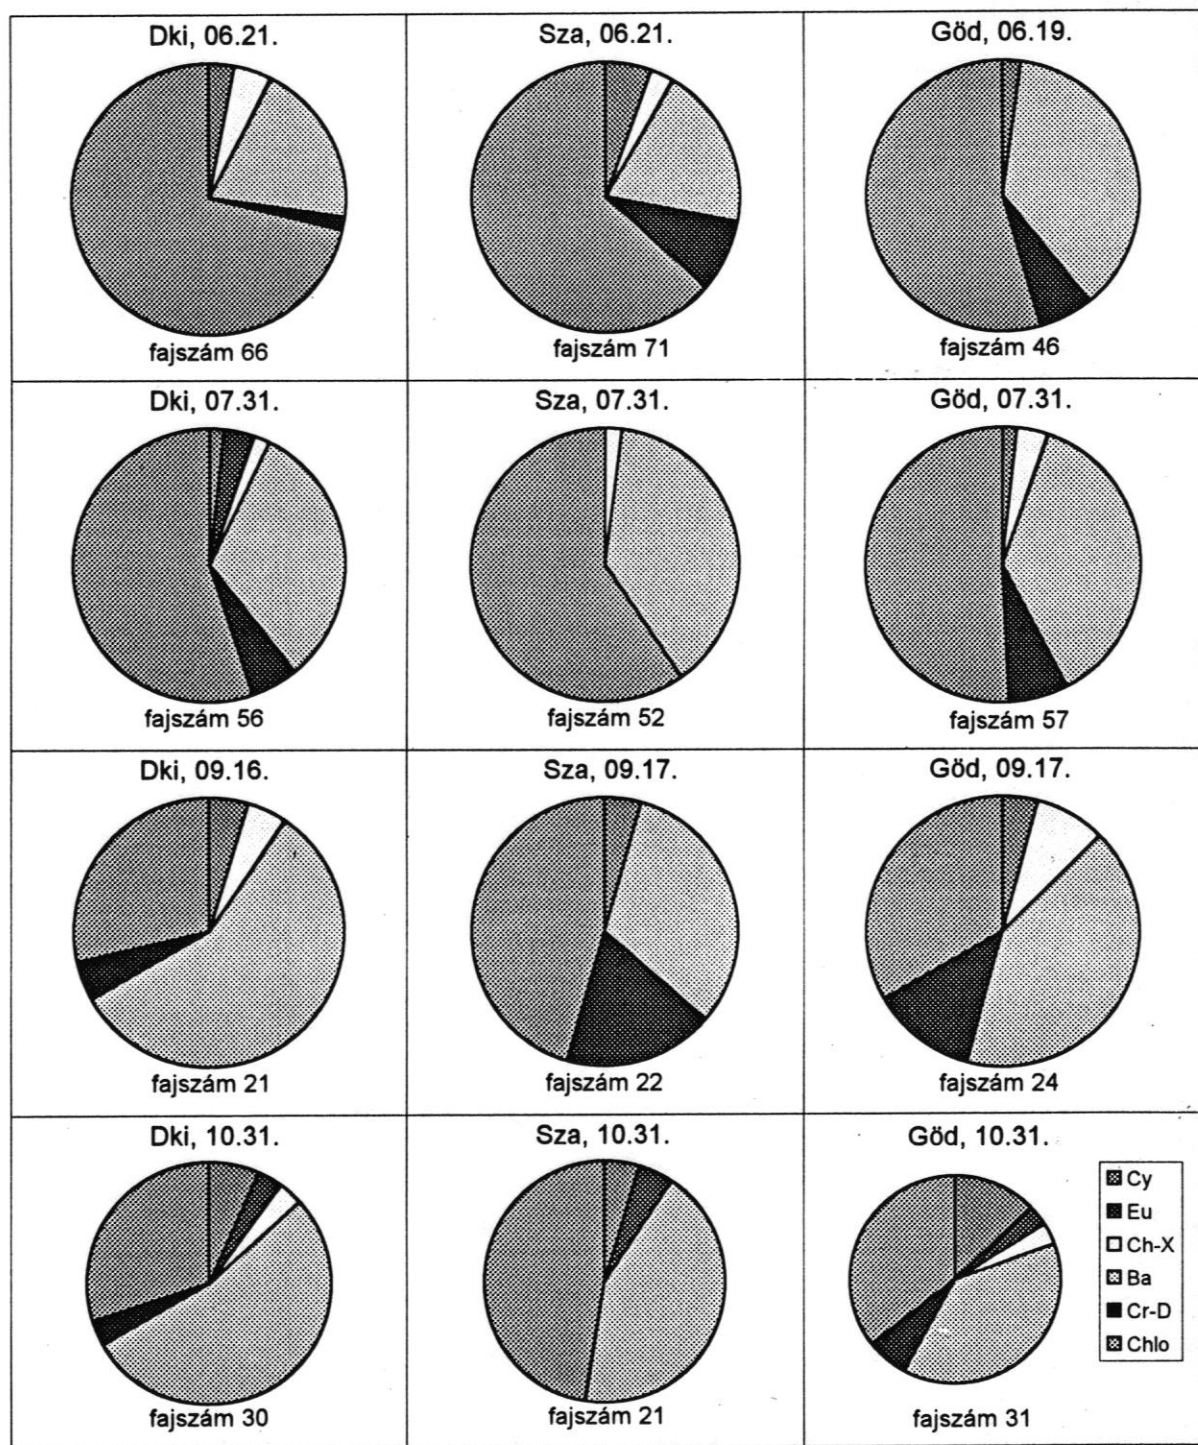 Dki, 06.21.
Sza, 06.21.
Göd, 06.19.
fajszám 66
fajszám 71
fajszám 46
Dki, 07.31.
Sza, 07.31.
Göd, 07.31.
fajszám 56
fajszám 52
fajszám 57
Dki, 09.16.
Sza, 09.17.
Göd, 09.17.
fajszám 21
fajszám 22
fajszám 24
Dki, 10.31.
Sza, 10.31.
Göd, 10.31.
Cy
Eu
Ch-X
Ba
Cr-D
Chlo
fajszám 30
fajszám 21
fajszám 31